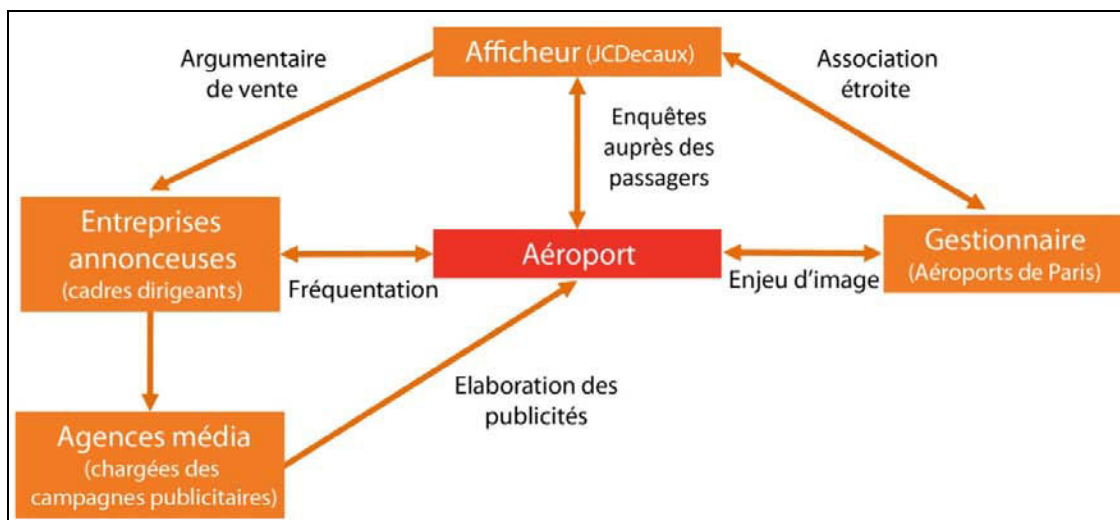 Afficheur (JCDecaux)
Argumentaire
de vente
Association
étroite
Enquêtes
auprès des
passagers
Entreprises
annonceuses
(cadres dirigeants)
Fréquentation
Aéroport
Enjeu d’image
Gestionnaire
(Aéroports de Paris)
Elaboration des
publicités
Agences média
(chargées des
campagnes publicitaires)